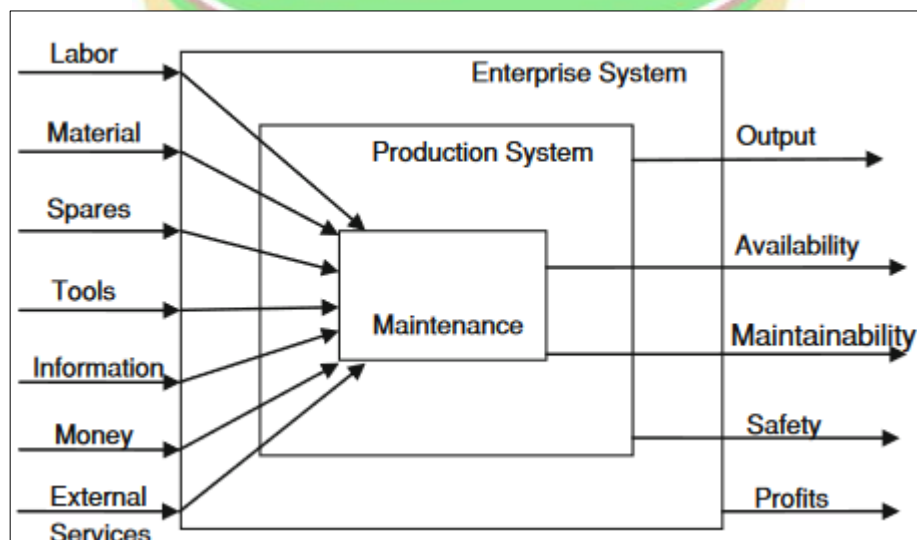 Labor
Enterprise System
Material
Production System
Output
Spares
Availability
Tools
Maintenance
Maintainability
Information
Money
Safety
External
Services
Profits